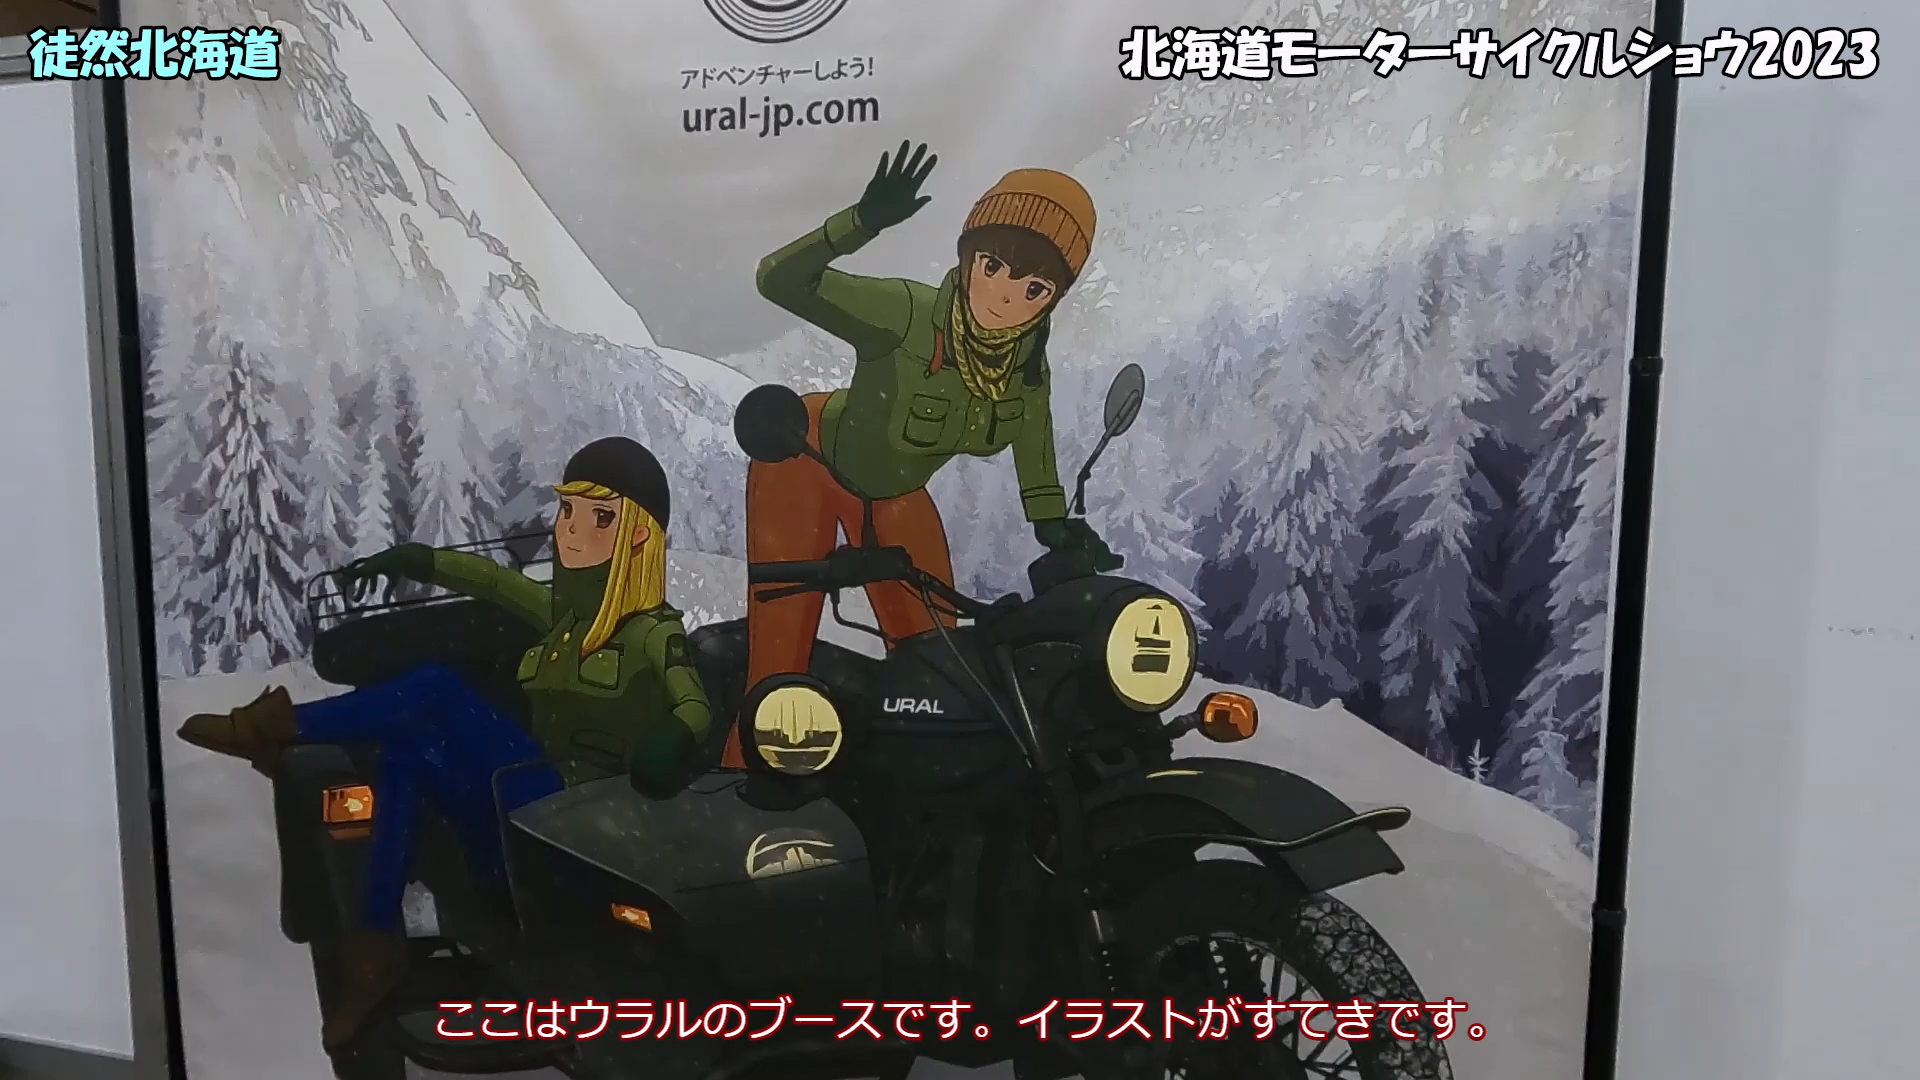 徒然北海道
北海道モーターサイクルショウ2023
アドベンチャーしよう!
ural-jp.com
URAL
ここはウラルのブースです。イラストがすてきです。